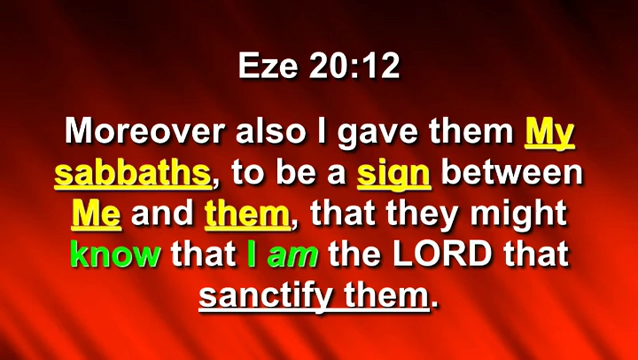 Eze 20:12
Moreover also I gave them My
sabbaths, to be a sign between
Me and them, that they might
know that I am the LORD that
sanctify them.